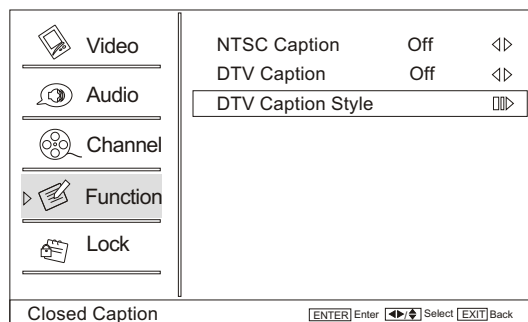 Video
Audio
Channel
Function
Lock
NTSC Caption Off
DTV Caption Off
DTV Caption Style
Closed Caption
ENTER Enter Select EXIT Back